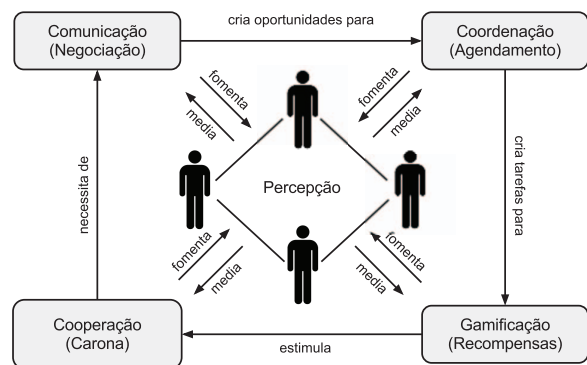 Comunicação
(Negociação)
cria oportunidades para
Coordenação
(Agendamento)
fomenta
media
fomenta
media
necessita de
Percepção
cria tarefas para
fomenta
media
fomenta
media
Cooperação
(Carona)
estimula
Gamificação
(Recompensas)